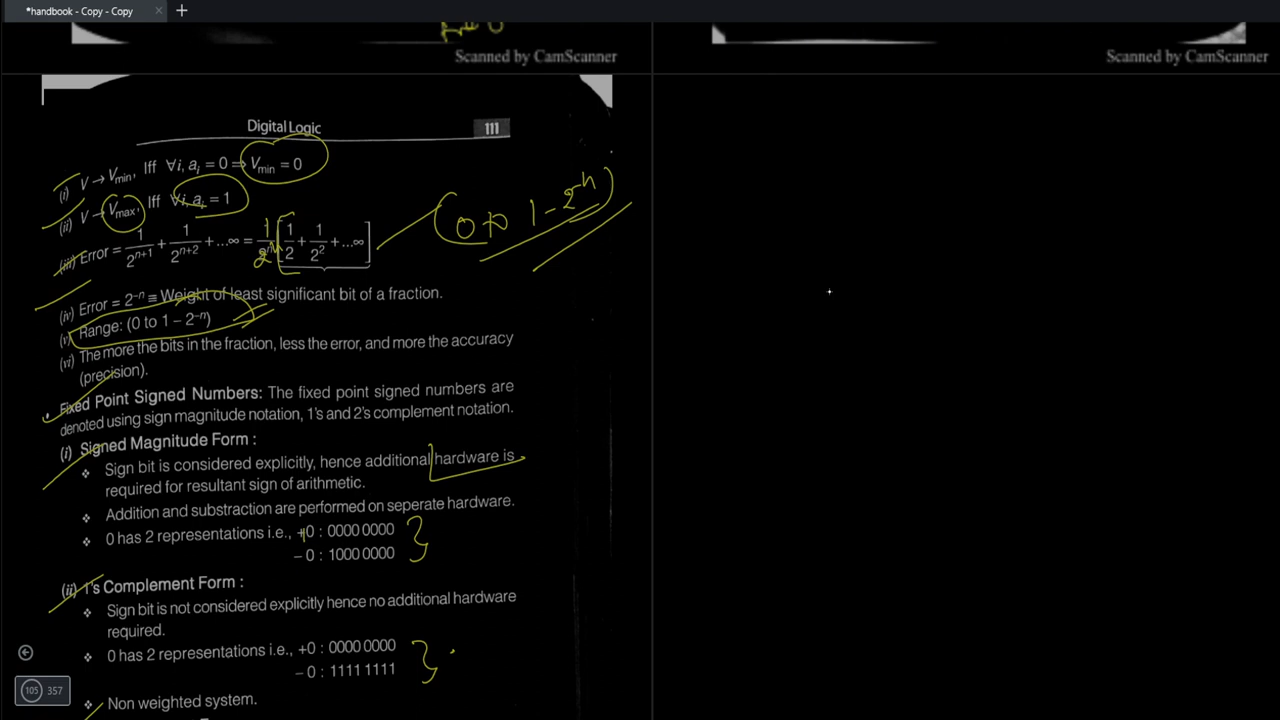 *handbook - Copy - Copy
Scanned by CamScanner
Scanned by CamScanner
Digital Logic 111
(i) V → Vmin, Iff ∀i, ai = 0 ⇒ Vmin = 0
(ii) V → Vmax, Iff ∀i, ai = 1
(iii) Error = 1/2^(n+1) + 1/2^(n+2) + ...∞ = 1/2^n [1/2 + 1/2^2 + ...∞]
(0 to 1 - 2^-n)
(iv) Error = 2^-n ≡ Weight of least significant bit of a fraction.
(v) Range: (0 to 1 – 2^-n)
(vi) The more the bits in the fraction, less the error, and more the accuracy
(precision).
• Fixed Point Signed Numbers: The fixed point signed numbers are
denoted using sign magnitude notation, 1's and 2's complement notation.
(i) Signed Magnitude Form :
❖ Sign bit is considered explicitly, hence additional hardware is
required for resultant sign of arithmetic.
❖ Addition and substraction are performed on seperate hardware.
❖ 0 has 2 representations i.e., +0 : 0000 0000
– 0 : 1000 0000
(ii) 1's Complement Form :
❖ Sign bit is not considered explicitly hence no additional hardware
required.
❖ 0 has 2 representations i.e., +0 : 0000 0000
– 0 : 1111 1111
❖ Non weighted system.
105 357